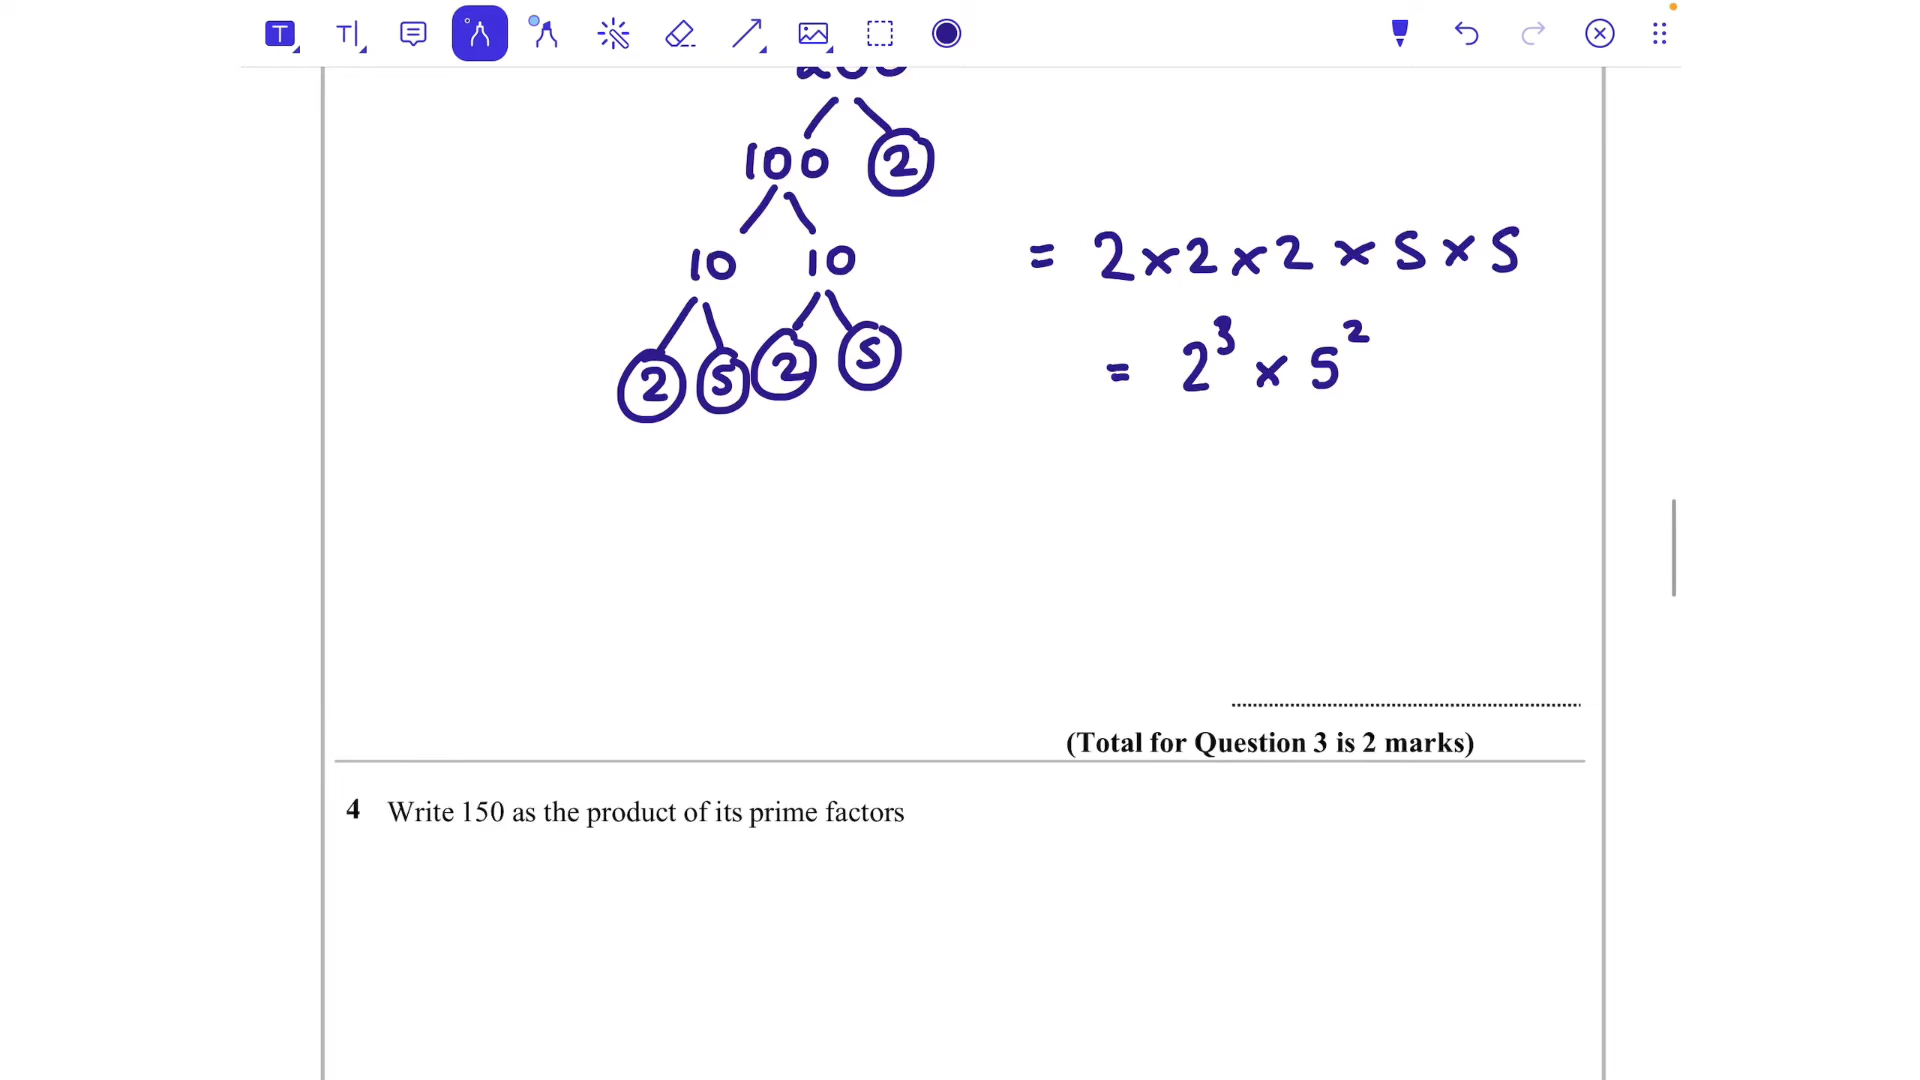 100 2
10 10
= 2 × 2 × 2 × 5 × 5
2 5 2 5
= 2³ × 5²
(Total for Question 3 is 2 marks)
4 Write 150 as the product of its prime factors